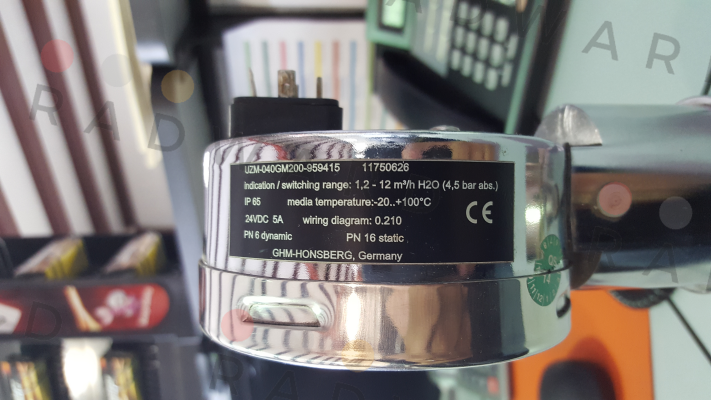 UZM-040GM200-959415 11750626
indication / switching range: 1,2 - 12 m³/h H2O (4,5 bar abs.)
IP 65 media temperature:-20..+100°C
24VDC 5A wiring diagram: 0.210
PN 6 dynamic PN 16 static
GHM-HONSBERG, Germany
CE
RADWAR
RAD